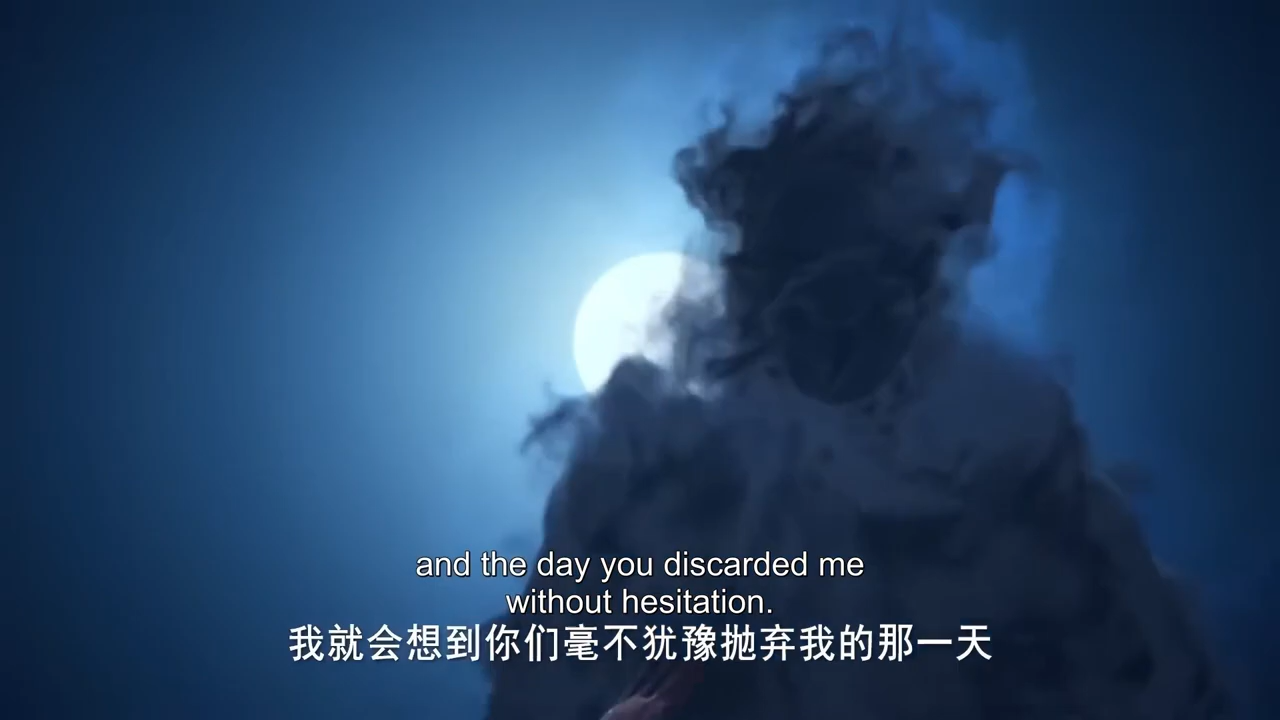 and the day you discarded me
without hesitation.
我就会想到你们毫不犹豫抛弃我的那一天